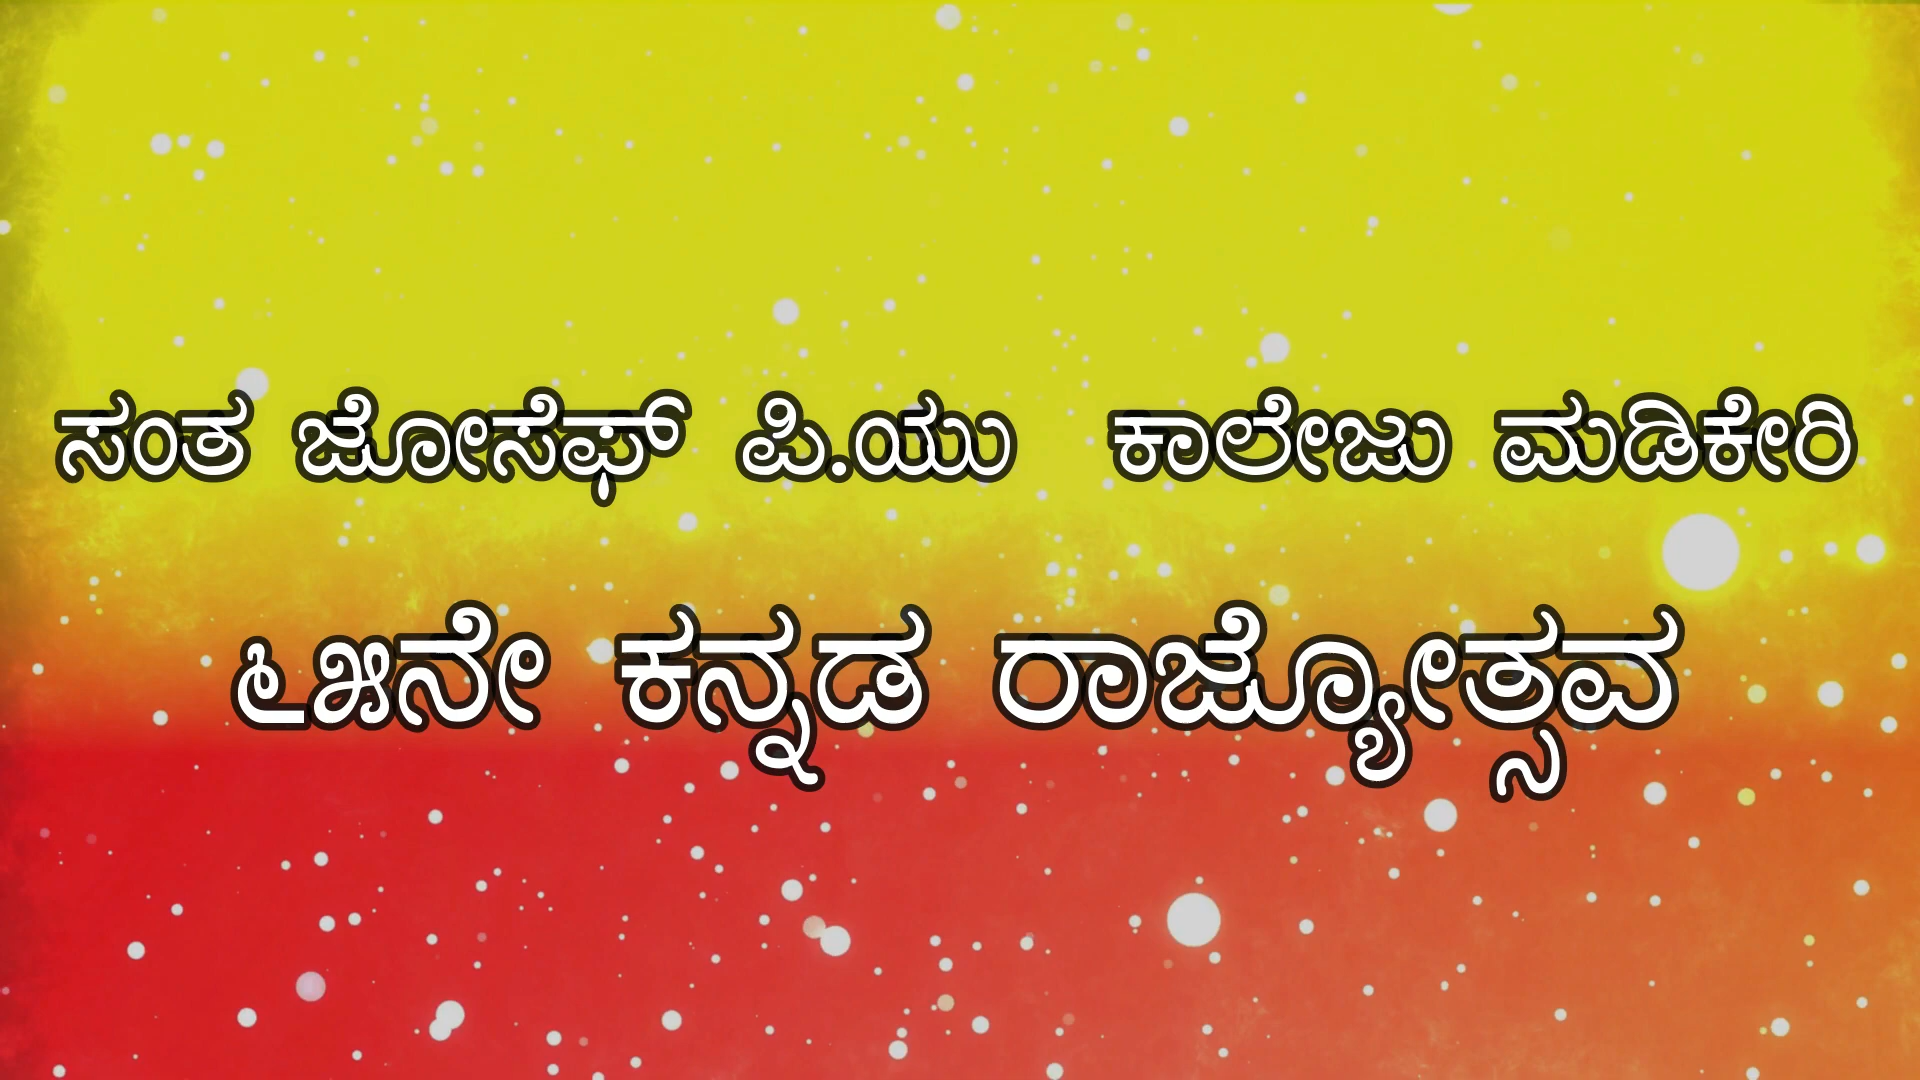 ಸಂತ ಜೋಸೆಫ್ ಪಿ.ಯು ಕಾಲೇಜು ಮಡಿಕೇರಿ
೬೫ನೇ ಕನ್ನಡ ರಾಜ್ಯೋತ್ಸವ